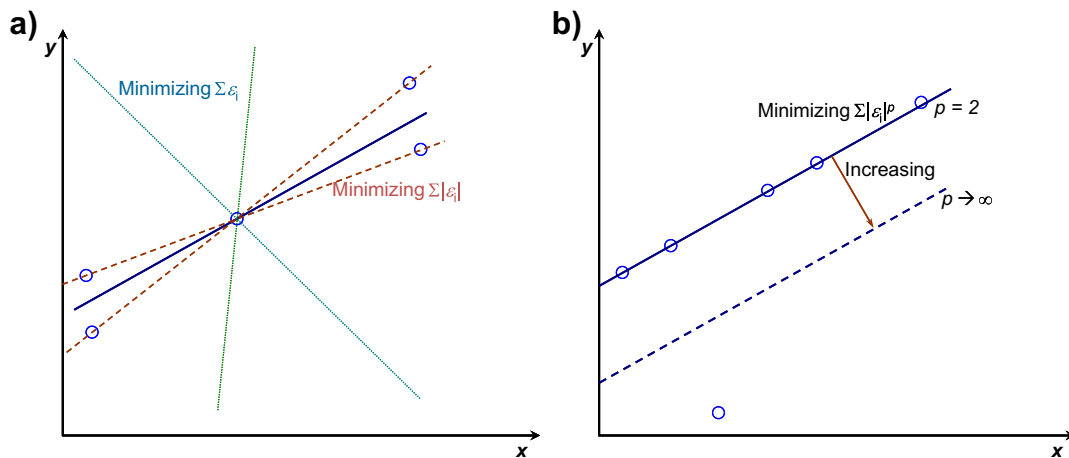 a)
y
Minimizing Σεi
Minimizing Σ|εi|
x
b)
y
Minimizing Σ|εi|^p
p = 2
Increasing
p → ∞
x